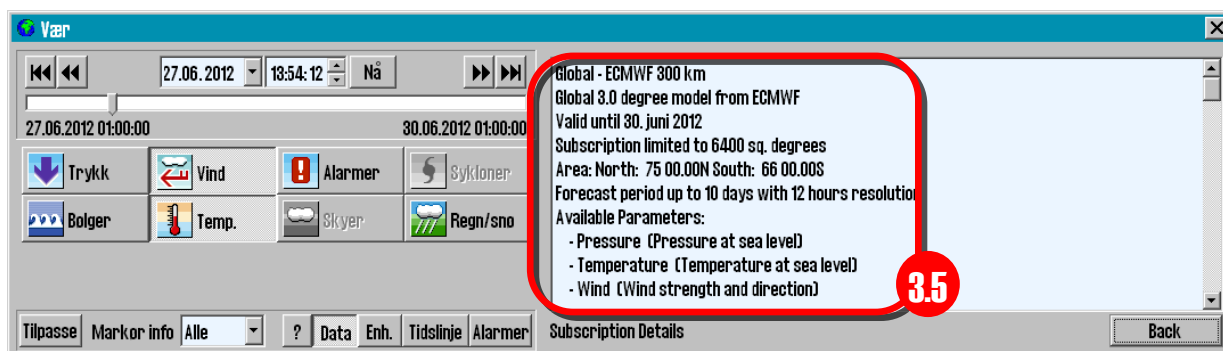 Vær
27.06.2012 13:54:12 Nå
27.06.2012 01:00:00 30.06.2012 01:00:00
Trykk Vind Alarmer Sykloner
Bolger Temp. Skyer Regn/sno
Tilpasse Markor info Alle ? Data Enh. Tidslinje Alarmer
Global - ECMWF 300 km
Global 3.0 degree model from ECMWF
Valid until 30. juni 2012
Subscription limited to 6400 sq. degrees
Area: North: 75 00.00N South: 66 00.00S
Forecast period up to 10 days with 12 hours resolution
Available Parameters:
- Pressure (Pressure at sea level)
- Temperature (Temperature at sea level)
- Wind (Wind strength and direction)
3.5
Subscription Details Back